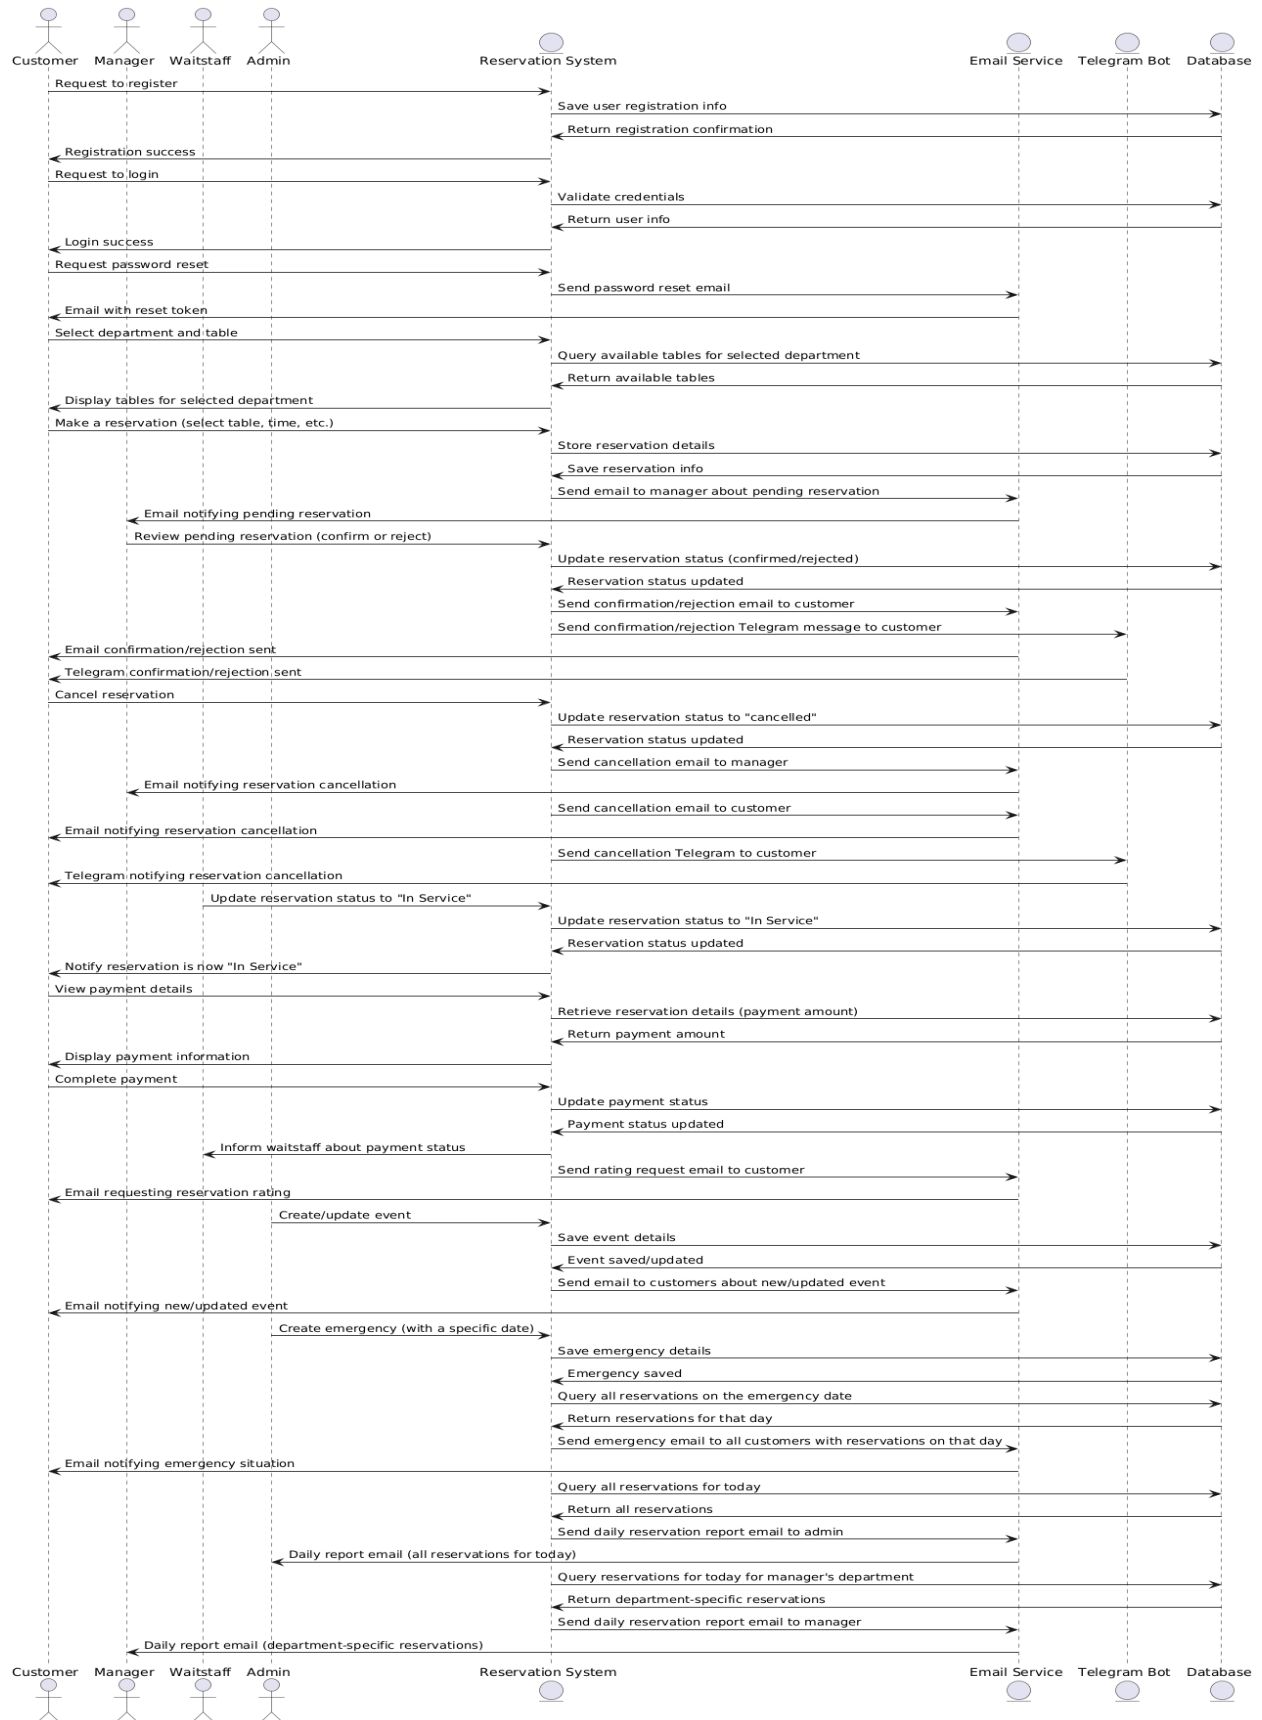 Customer Manager Waitstaff Admin Reservation System Email Service Telegram Bot Database
Request to register
Save user registration info
Return registration confirmation
Registration success
Request to login
Validate credentials
Return user info
Login success
Request password reset
Send password reset email
Email with reset token
Select department and table
Query available tables for selected department
Return available tables
Display tables for selected department
Make a reservation (select table, time, etc.)
Store reservation details
Save reservation info
Send email to manager about pending reservation
Email notifying pending reservation
Review pending reservation (confirm or reject)
Update reservation status (confirmed/rejected)
Reservation status updated
Send confirmation/rejection email to customer
Send confirmation/rejection Telegram message to customer
Email confirmation/rejection sent
Telegram confirmation/rejection sent
Cancel reservation
Update reservation status to "cancelled"
Reservation status updated
Send cancellation email to manager
Email notifying reservation cancellation
Send cancellation email to customer
Email notifying reservation cancellation
Send cancellation Telegram to customer
Telegram notifying reservation cancellation
Update reservation status to "In Service"
Update reservation status to "In Service"
Reservation status updated
Notify reservation is now "In Service"
View payment details
Retrieve reservation details (payment amount)
Return payment amount
Display payment information
Complete payment
Update payment status
Payment status updated
Inform waitstaff about payment status
Send rating request email to customer
Email requesting reservation rating
Create/update event
Save event details
Event saved/updated
Send email to customers about new/updated event
Email notifying new/updated event
Create emergency (with a specific date)
Save emergency details
Emergency saved
Query all reservations on the emergency date
Return reservations for that day
Send emergency email to all customers with reservations on that day
Email notifying emergency situation
Query all reservations for today
Return all reservations
Send daily reservation report email to admin
Daily report email (all reservations for today)
Query reservations for today for manager's department
Return department-specific reservations
Send daily reservation report email to manager
Daily report email (department-specific reservations)
Customer Manager Waitstaff Admin Reservation System Email Service Telegram Bot Database